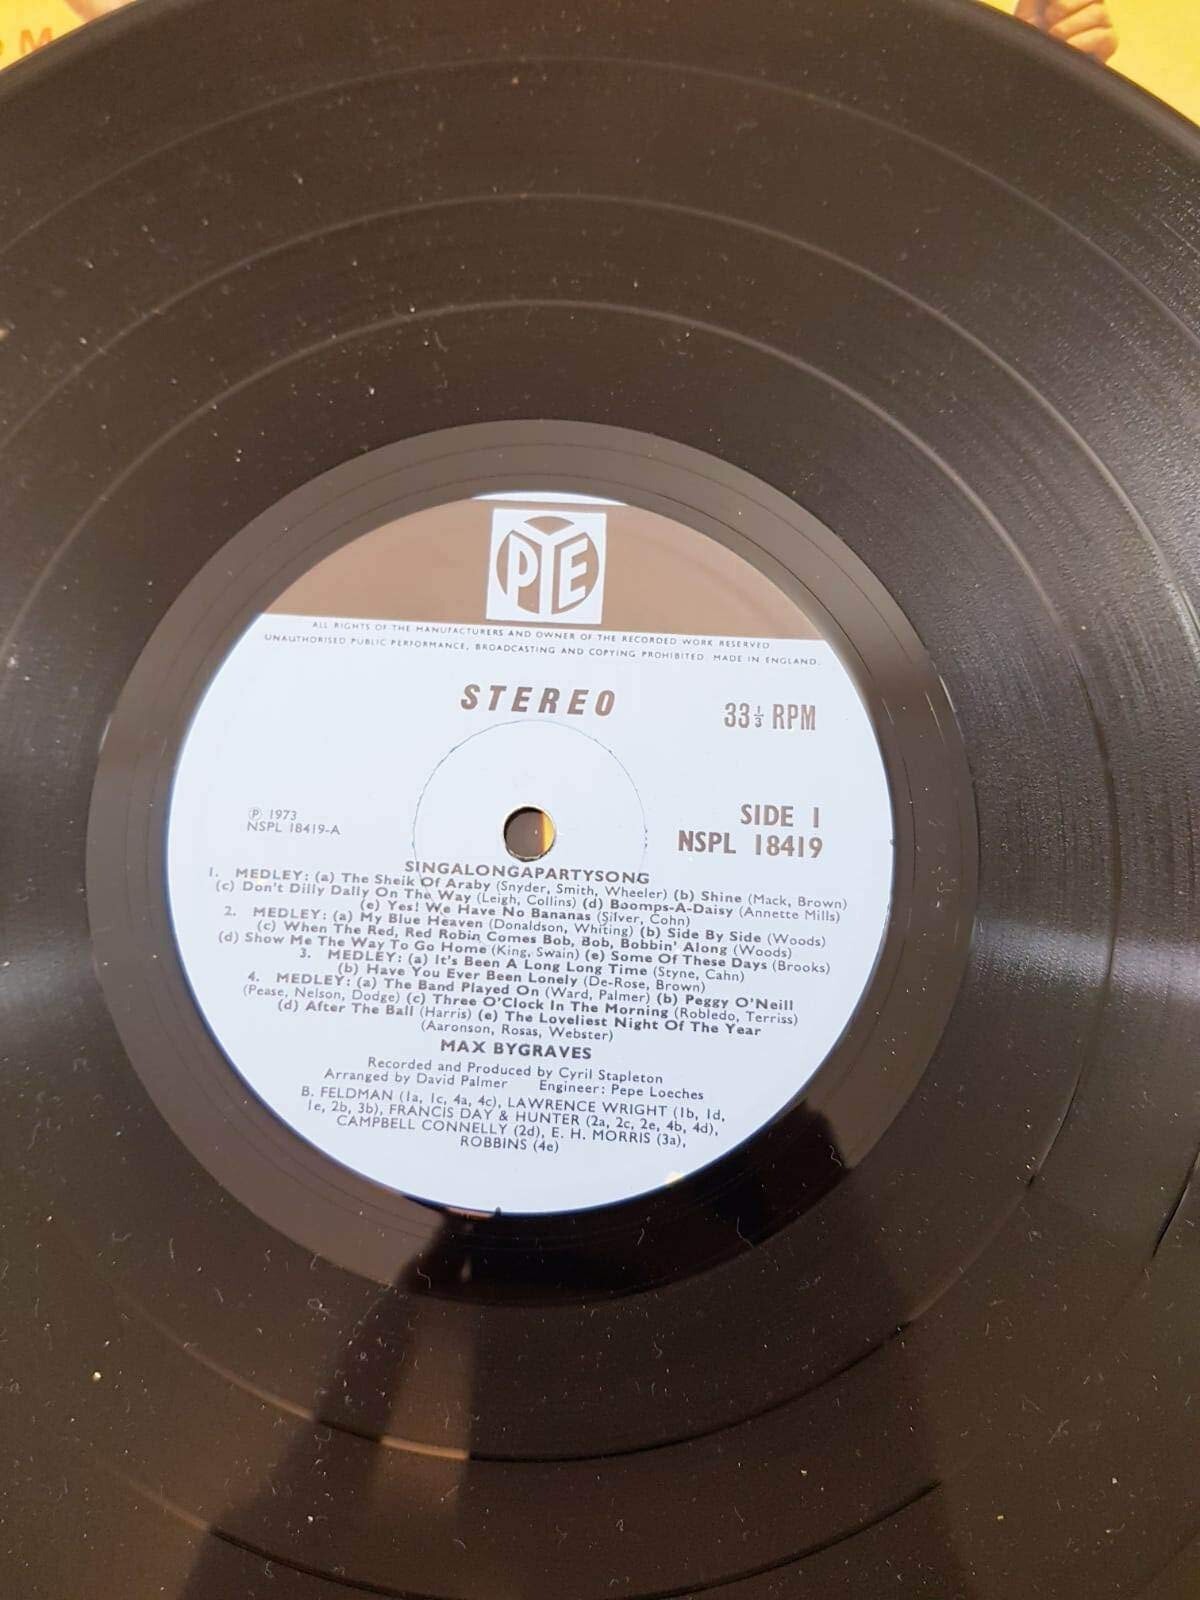 M
PYE
ALL RIGHTS OF THE MANUFACTURERS AND OWNER OF THE RECORDED WORK RESERVED
UNAUTHORISED PUBLIC PERFORMANCE, BROADCASTING AND COPYING PROHIBITED. MADE IN ENGLAND.
STEREO
33⅓ RPM
℗ 1973
NSPL 18419-A
SIDE 1
NSPL 18419
SINGALONGAPARTYSONG
1. MEDLEY: (a) The Sheik Of Araby (Snyder, Smith, Wheeler) (b) Shine (Mack, Brown)
(c) Don't Dilly Dally On The Way (Leigh, Collins) (d) Boomps-A-Daisy (Annette Mills)
(e) Yes! We Have No Bananas (Silver, Cohn)
2. MEDLEY: (a) My Blue Heaven (Donaldson, Whiting) (b) Side By Side (Woods)
(c) When The Red, Red Robin Comes Bob, Bob, Bobbin' Along (Woods)
(d) Show Me The Way To Go Home (King, Swain) (e) Some Of These Days (Brooks)
3. MEDLEY: (a) It's Been A Long Long Time (Styne, Cahn)
(b) Have You Ever Been Lonely (De-Rose, Brown)
4. MEDLEY: (a) The Band Played On (Ward, Palmer) (b) Peggy O'Neill
(Pease, Nelson, Dodge) (c) Three O'Clock In The Morning (Robledo, Terriss)
(d) After The Ball (Harris) (e) The Loveliest Night Of The Year
(Aaronson, Rosas, Webster)
MAX BYGRAVES
Recorded and Produced by Cyril Stapleton
Arranged by David Palmer Engineer: Pepe Loeches
B. FELDMAN (1a, 1c, 4a, 4c), LAWRENCE WRIGHT (1b, 1d,
1e, 2b, 3b), FRANCIS DAY & HUNTER (2a, 2c, 2e, 4b, 4d),
CAMPBELL CONNELLY (2d), E. H. MORRIS (3a),
ROBBINS (4e)